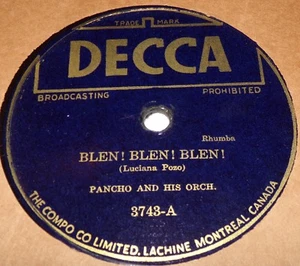 TRADE MARK
DECCA
BROADCASTING PROHIBITED
Rhumba
BLEN! BLEN! BLEN!
(Luciana Pozo)
PANCHO AND HIS ORCH.
3743-A
THE COMPO CO LIMITED. LACHINE MONTREAL CANADA